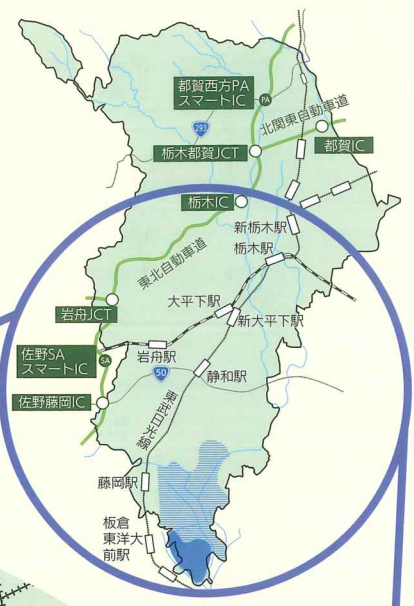 都賀西方PA
スマートIC
PA
293
北関東自動車道
都賀IC
栃木都賀JCT
栃木IC
新栃木駅
栃木駅
東北自動車道
大平下駅
新大平下駅
岩舟JCT
佐野SA
スマートIC
SA
岩舟駅
50
静和駅
佐野藤岡IC
東武日光線
藤岡駅
板倉
東洋大
前駅